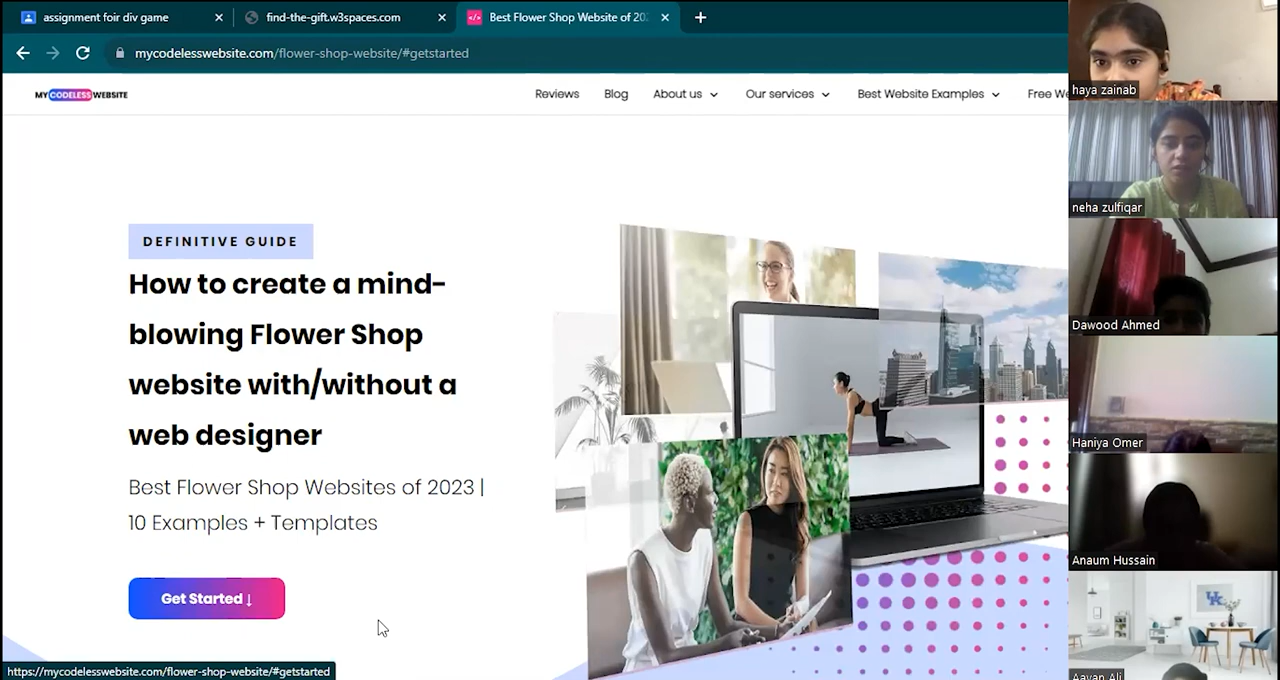 assignment foir div game
find-the-gift.w3spaces.com
Best Flower Shop Website of 202
mycodelesswebsite.com/flower-shop-website/#getstarted
MY CODELESS WEBSITE
Reviews
Blog
About us
Our services
Best Website Examples
Free We
DEFINITIVE GUIDE
How to create a mind-
blowing Flower Shop
website with/without a
web designer
Best Flower Shop Websites of 2023 |
10 Examples + Templates
Get Started ↓
https://mycodelesswebsite.com/flower-shop-website/#getstarted
haya zainab
neha zulfiqar
Dawood Ahmed
Haniya Omer
Anaum Hussain
UK
Aayan Ali